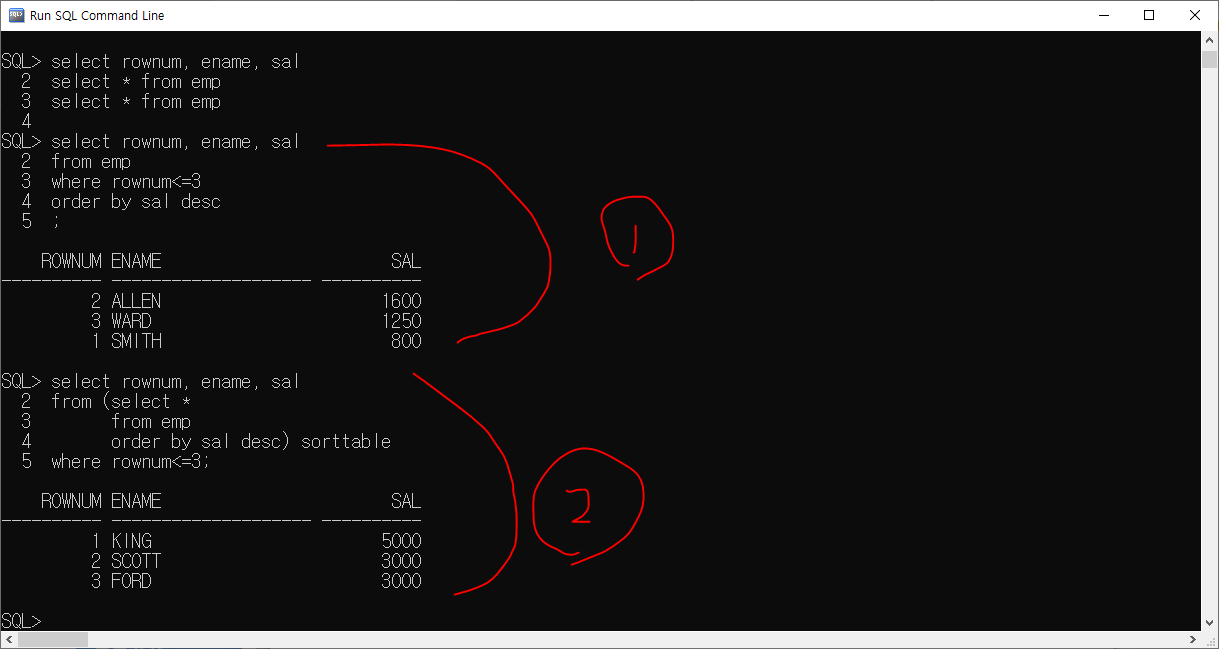 Run SQL Command Line
SQL> select rownum, ename, sal
2 select * from emp
3 select * from emp
4
SQL> select rownum, ename, sal
2 from emp
3 where rownum<=3
4 order by sal desc
5 ;
ROWNUM ENAME SAL
---------- -------------------- ----------
2 ALLEN 1600
3 WARD 1250
1 SMITH 800
1
SQL> select rownum, ename, sal
2 from (select *
3 from emp
4 order by sal desc) sorttable
5 where rownum<=3;
ROWNUM ENAME SAL
---------- -------------------- ----------
1 KING 5000
2 SCOTT 3000
3 FORD 3000
2
SQL>